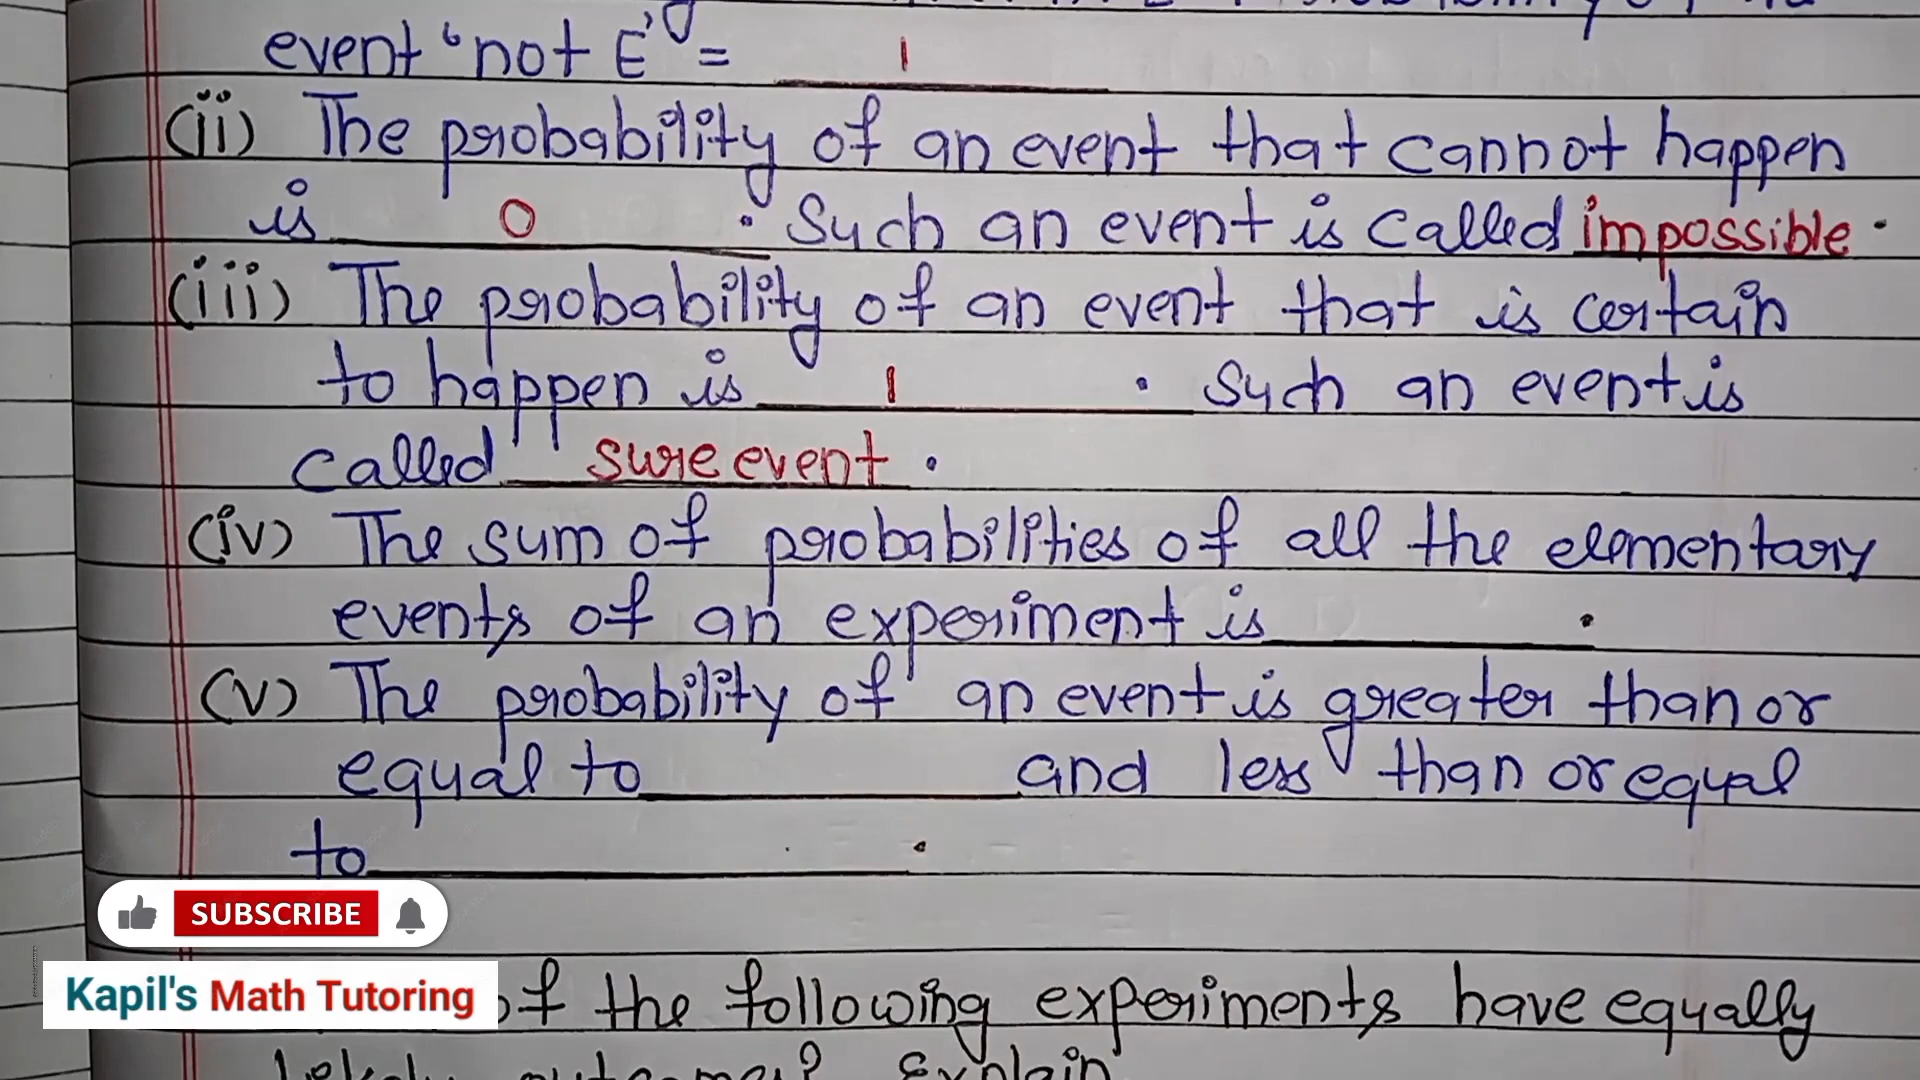 event 'not E' = 1
(ii) The probability of an event that cannot happen
is 0 . Such an event is called impossible.
(iii) The probability of an event that is certain
to happen is 1 . Such an event is
called sure event .
(iv) The sum of probabilities of all the elementary
events of an experiment is .
(v) The probability of an event is greater than or
equal to and less than or equal
to .
SUBSCRIBE
Kapil's Math Tutoring
of the following experiments have equally
likely outcomes? Explain